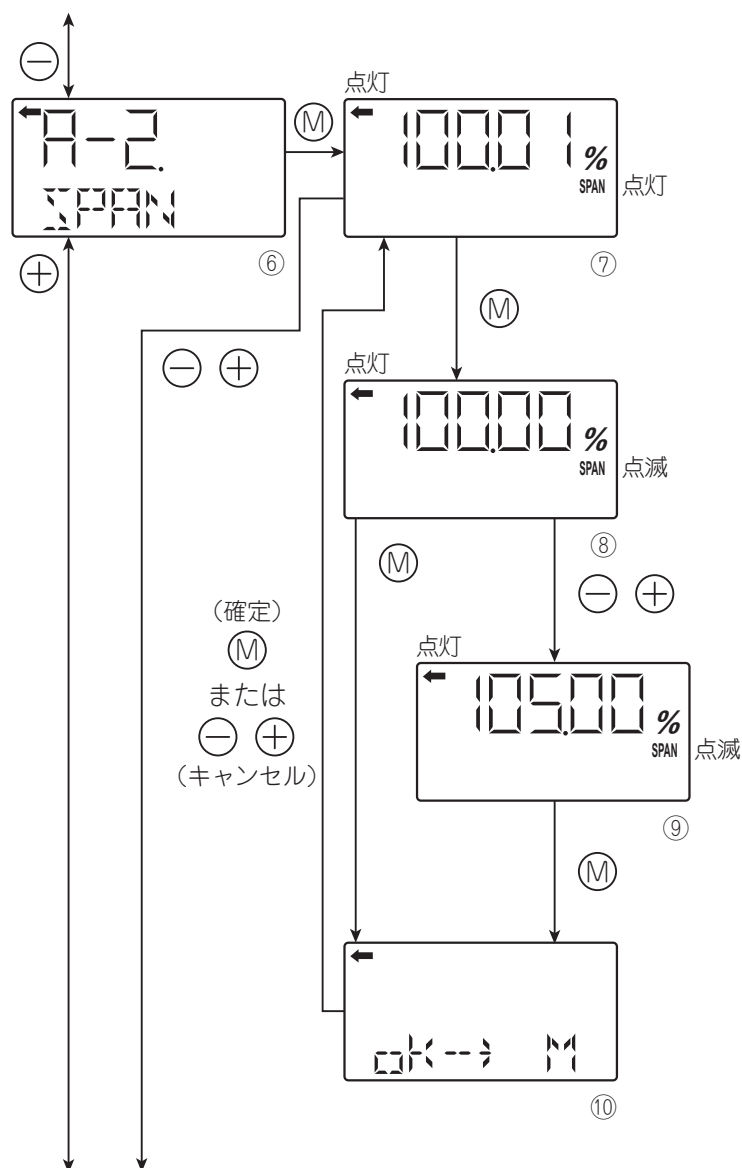 ⊖
点灯
A-2.
SPAN
Ⓜ
100.01 %
SPAN
点灯
⑥
⑦
⊕
Ⓜ
⊖ ⊕
点灯
100.00 %
SPAN
点滅
⑧
Ⓜ
⊖ ⊕
（確定）
Ⓜ
または
⊖ ⊕
（キャンセル）
点灯
105.00 %
SPAN
点滅
⑨
Ⓜ
oK--→ M
⑩